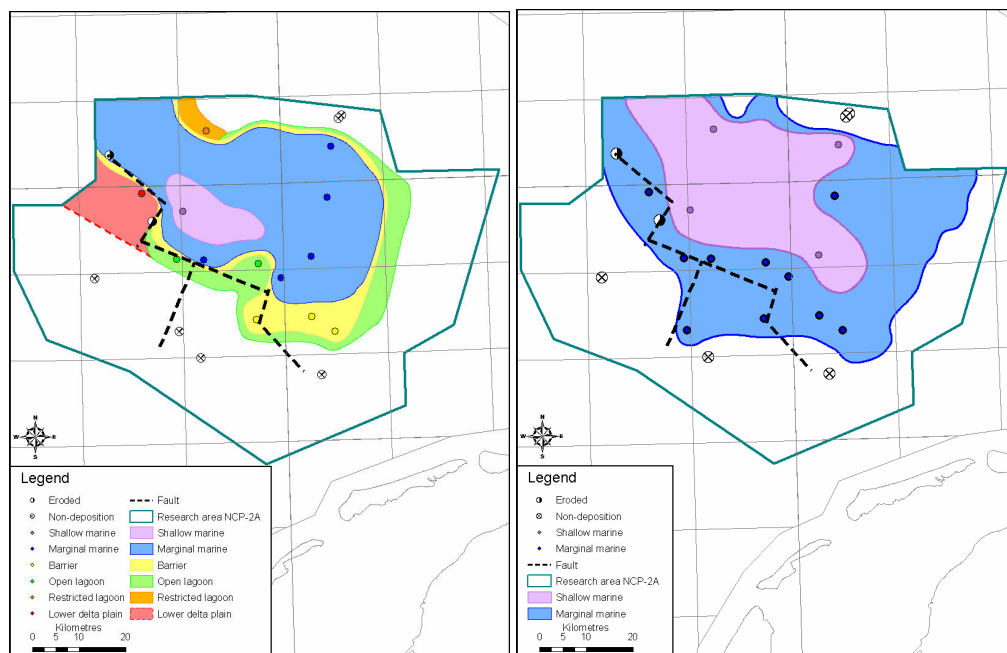 N
W E
S
Legend
Eroded Fault
Non-deposition Research area NCP-2A
Shallow marine Shallow marine
Marginal marine Marginal marine
Barrier Barrier
Open lagoon Open lagoon
Restricted lagoon Restricted lagoon
Lower delta plain Lower delta plain
Kilometres
0 5 10 20
N
W E
S
Legend
Eroded
Non-deposition
Shallow marine
Marginal marine
Fault
Research area NCP-2A
Shallow marine
Marginal marine
Kilometres
0 5 10 20